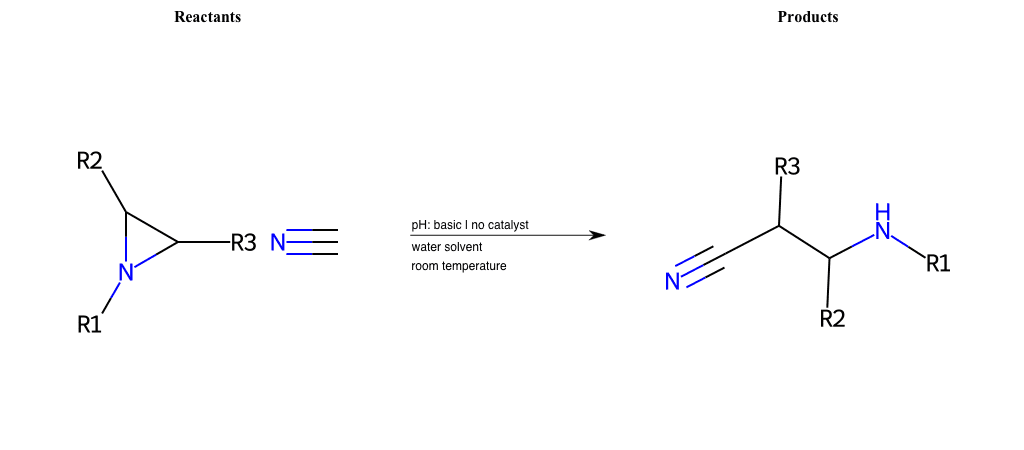 Reactants
Products
R2
R3
N
N
R1
pH: basic | no catalyst
water solvent
room temperature
R3
H
N
R1
N
R2